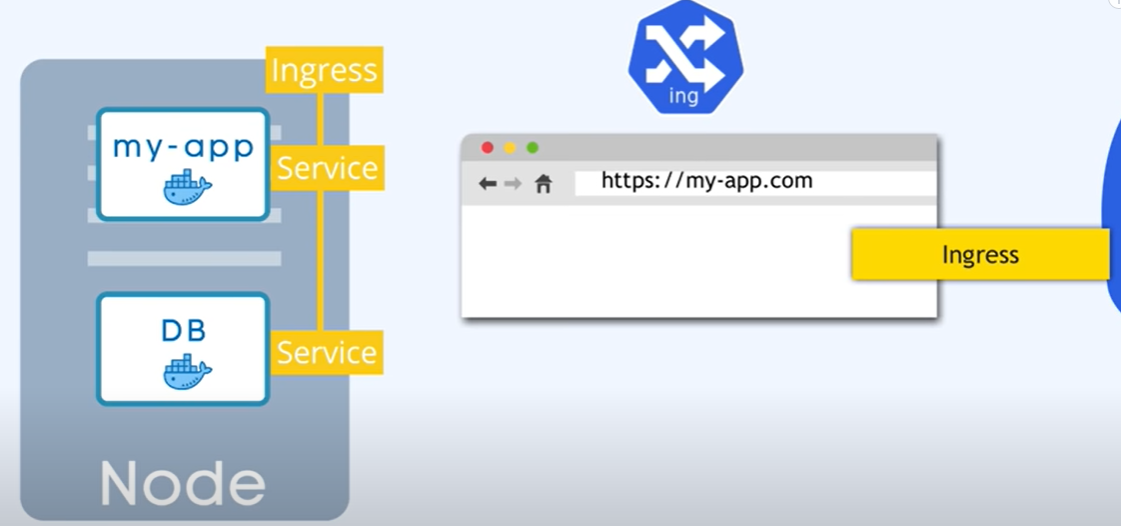 Ingress
my-app
Service
DB
Service
Node
ing
https://my-app.com
Ingress